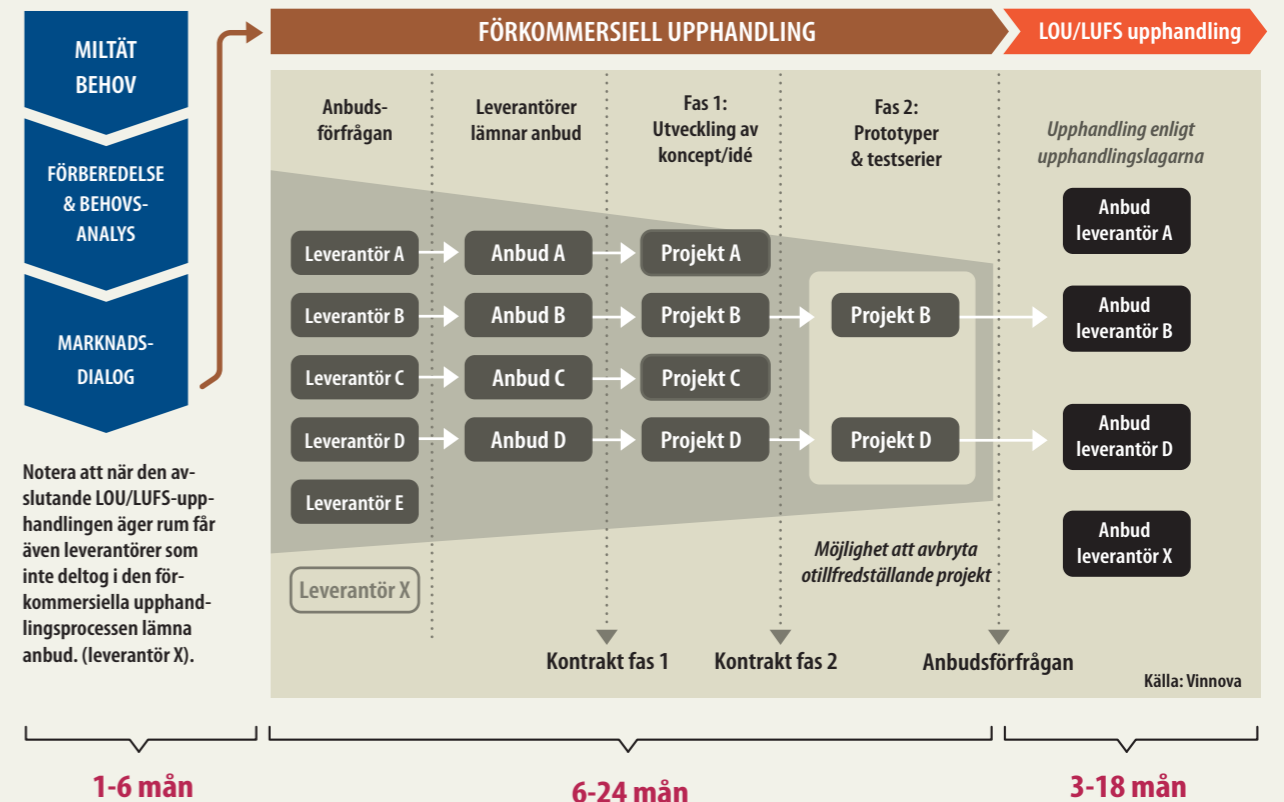 MILTÄT
BEHOV
FÖRBEREDELSE
& BEHOVS-
ANALYS
MARKNADS-
DIALOG
Notera att när den av-
slutande LOU/LUFS-upp-
handlingen äger rum får
även leverantörer som
inte deltog i den för-
kommersiella upphand-
lingsprocessen lämna
anbud. (leverantör X).
FÖRKOMMERSIELL UPPHANDLING
LOU/LUFS upphandling
Anbuds-
förfrågan
Leverantörer
lämnar anbud
Fas 1:
Utveckling av
koncept/idé
Fas 2:
Prototyper
& testserier
Upphandling enligt
upphandlingslagarna
Leverantör A
Anbud A
Projekt A
Anbud
leverantör A
Leverantör B
Anbud B
Projekt B
Projekt B
Anbud
leverantör B
Leverantör C
Anbud C
Projekt C
Leverantör D
Anbud D
Projekt D
Projekt D
Anbud
leverantör D
Leverantör E
Leverantör X
Möjlighet att avbryta
otillfredställande projekt
Anbud
leverantör X
Kontrakt fas 1
Kontrakt fas 2
Anbudsförfrågan
Källa: Vinnova
1-6 mån
6-24 mån
3-18 mån